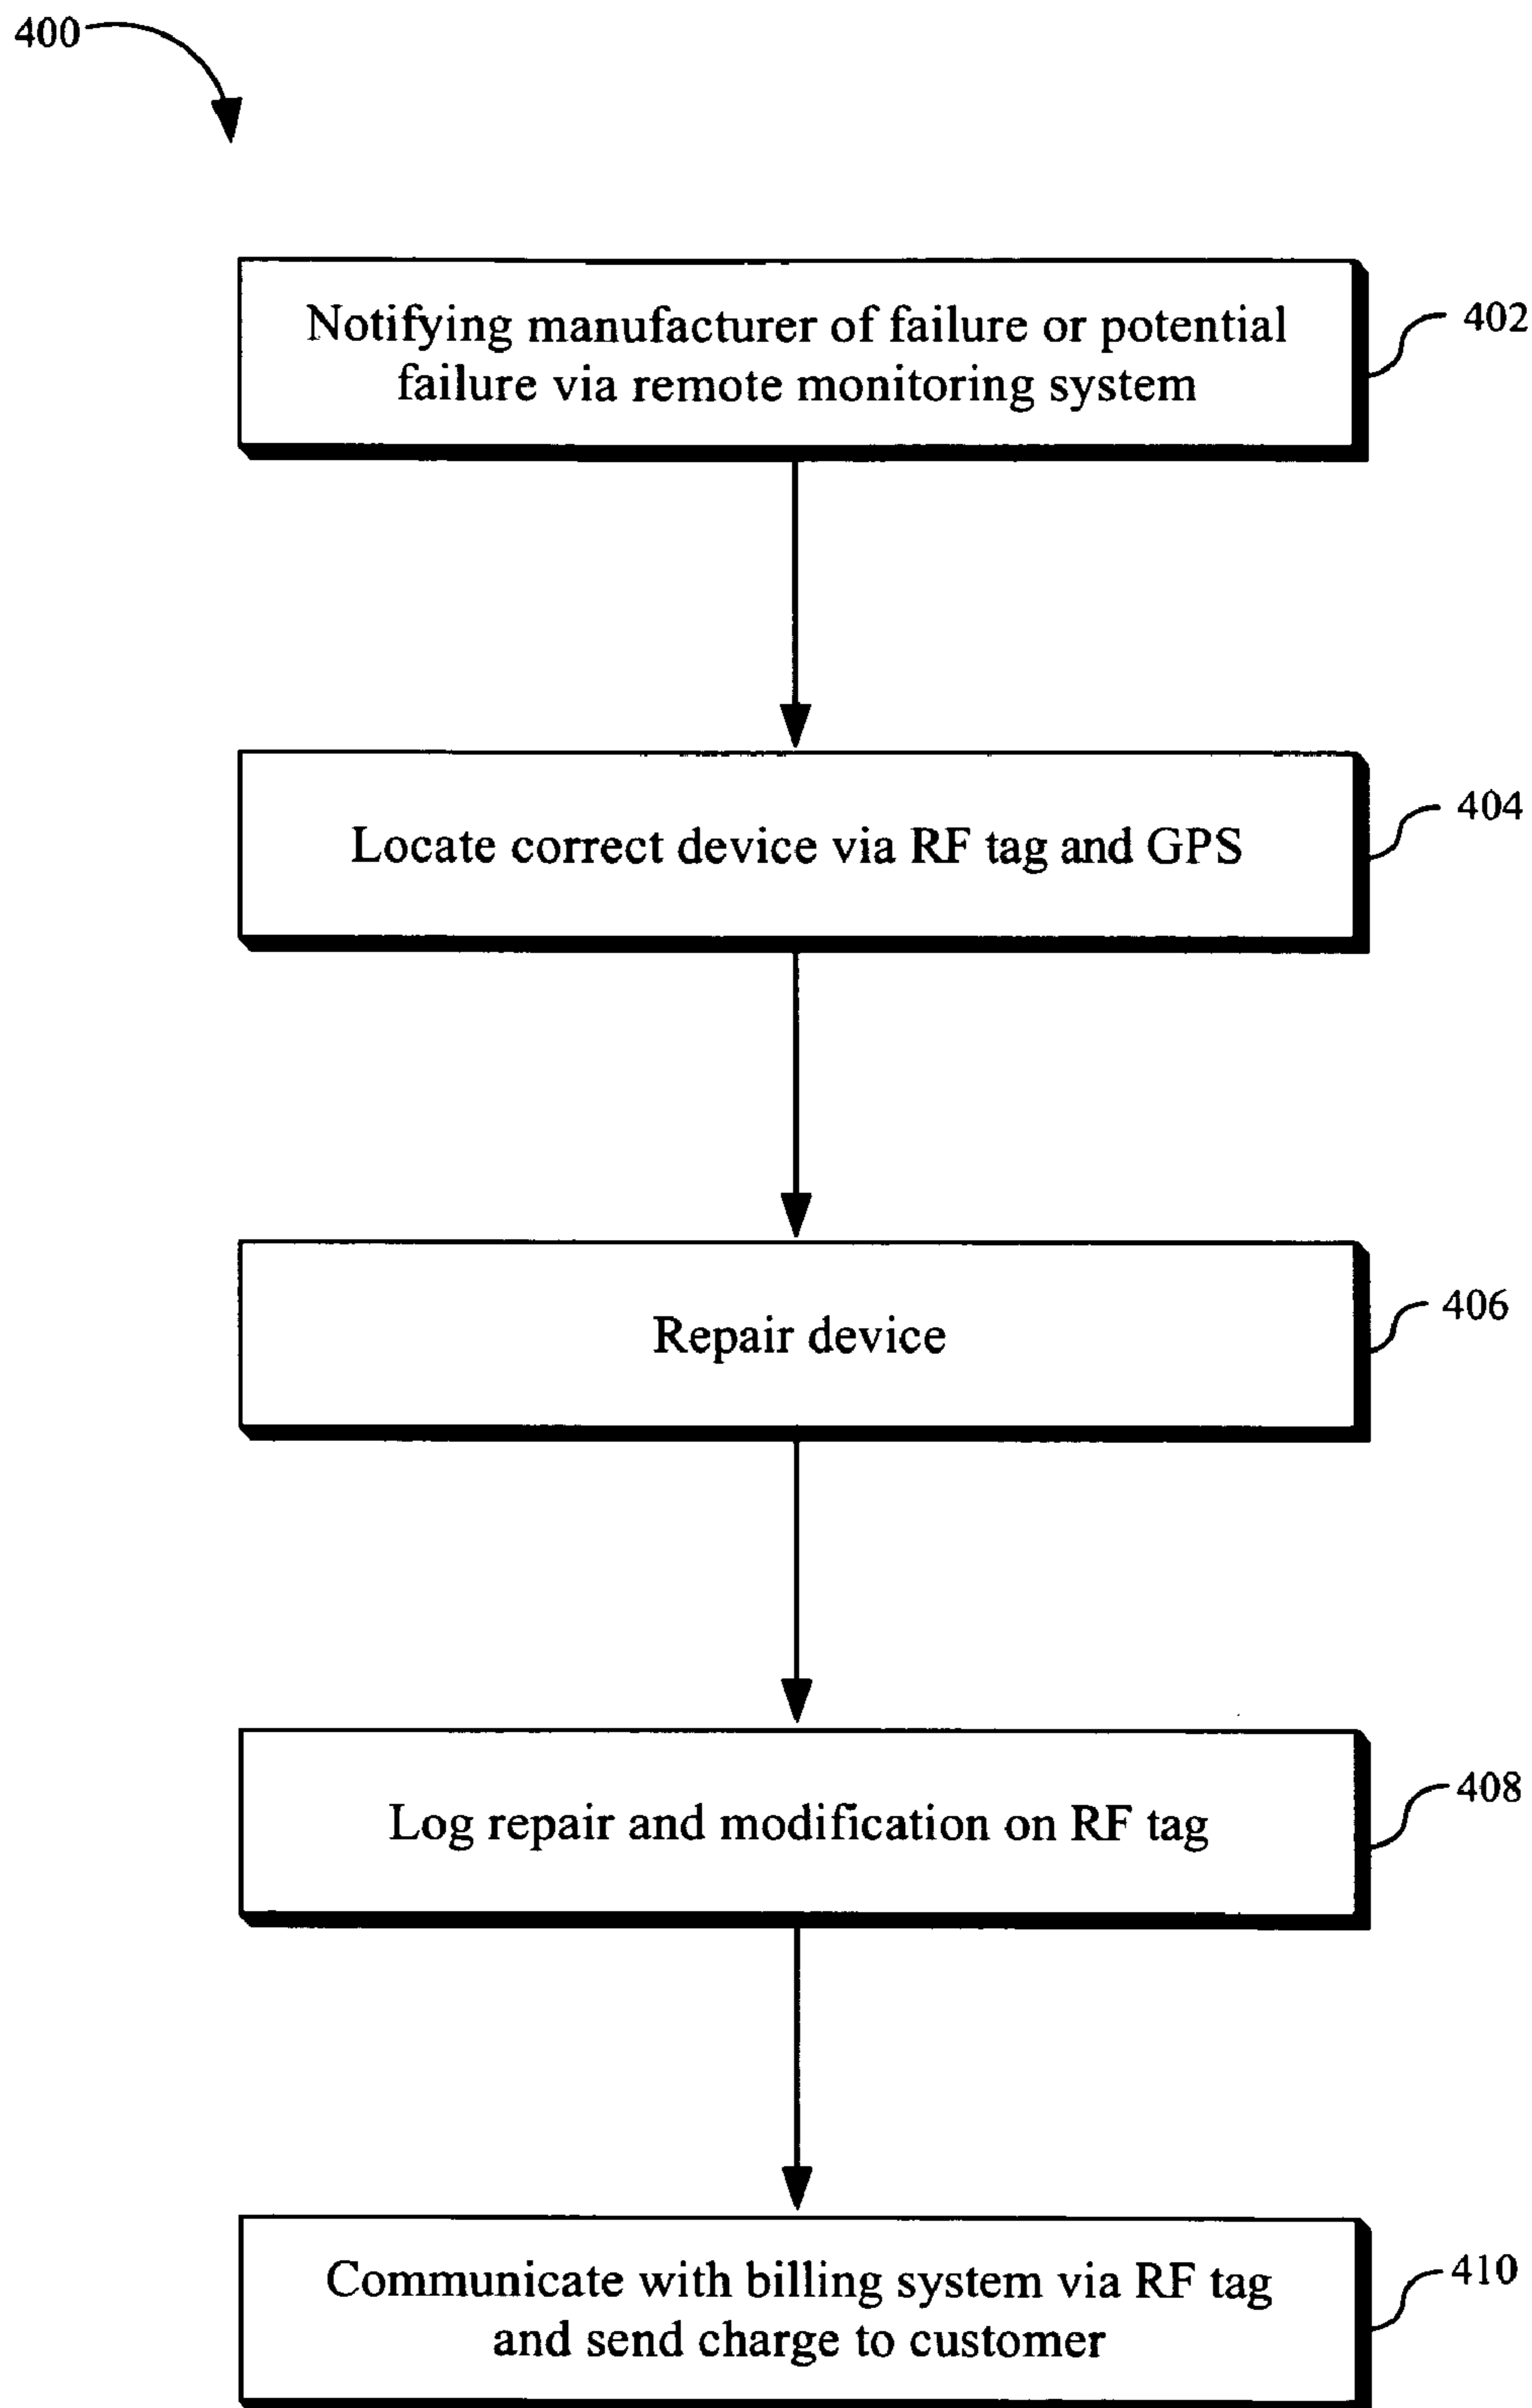 400
Notifying manufacturer of failure or potential
failure via remote monitoring system
402
Locate correct device via RF tag and GPS
404
Repair device
406
Log repair and modification on RF tag
408
Communicate with billing system via RF tag
and send charge to customer
410